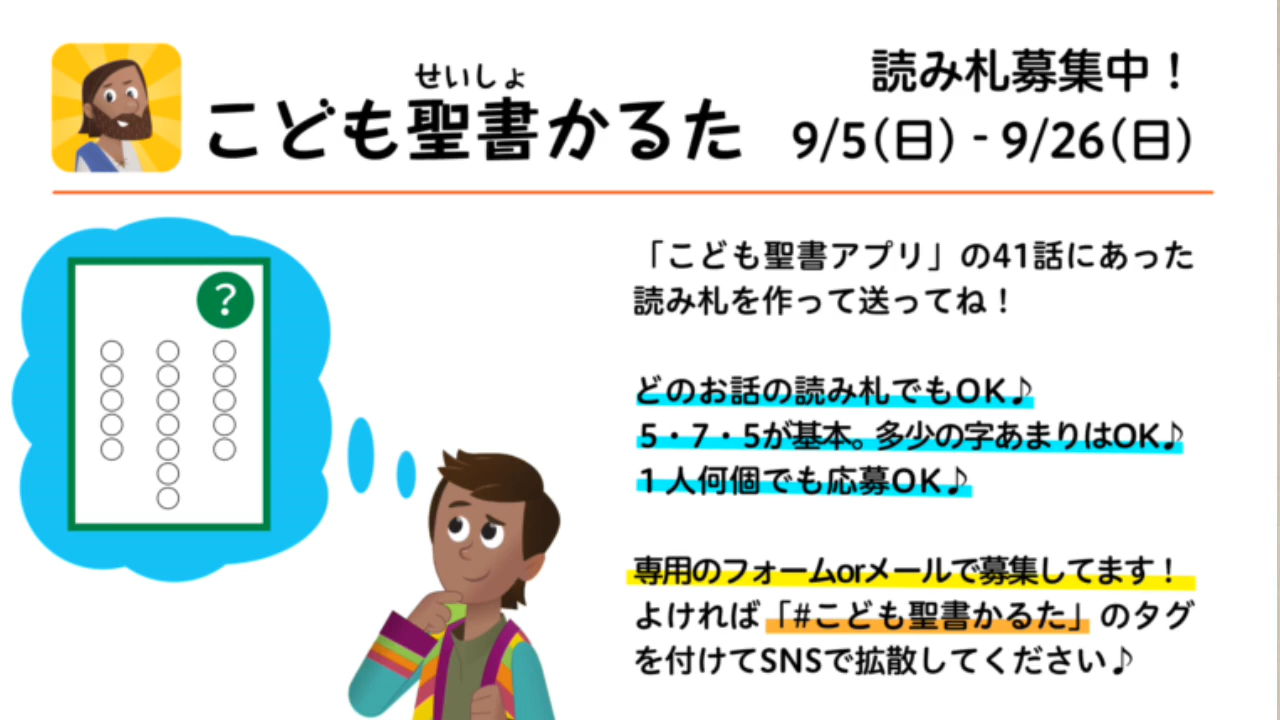 せいしょ
こども聖書かるた
読み札募集中！
9/5(日) - 9/26(日)
？
「こども聖書アプリ」の41話にあった
読み札を作って送ってね！
どのお話の読み札でもOK♪
5・7・5が基本。多少の字あまりはOK♪
1人何個でも応募OK♪
専用のフォームorメールで募集してます！
よければ「#こども聖書かるた」のタグ
を付けてSNSで拡散してください♪